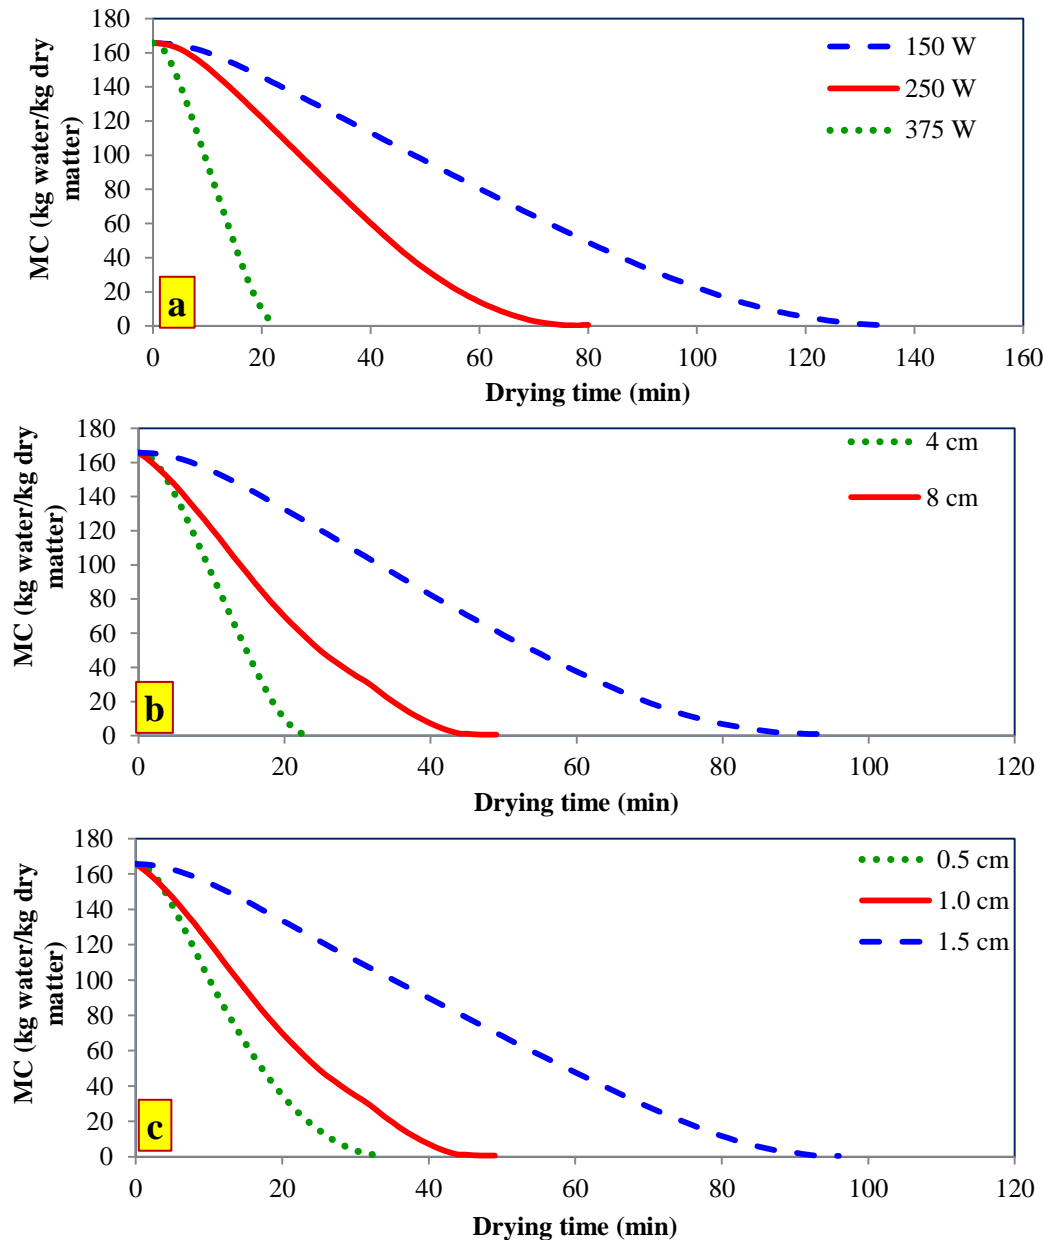 180
160
140
120
100
80
60
40
20
0
MC (kg water/kg dry
matter)
150 W
250 W
375 W
a
0 20 40 60 80 100 120 140 160
Drying time (min)
180
160
140
120
100
80
60
40
20
0
MC (kg water/kg dry
matter)
4 cm
8 cm
b
0 20 40 60 80 100 120
Drying time (min)
180
160
140
120
100
80
60
40
20
0
MC (kg water/kg dry
matter)
0.5 cm
1.0 cm
1.5 cm
c
0 20 40 60 80 100 120
Drying time (min)